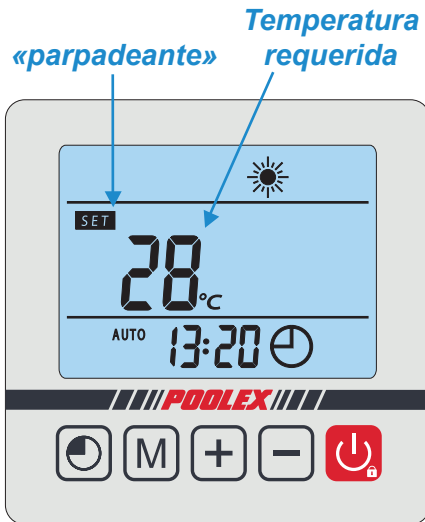 Temperatura
«parpadeante» requerida
SET
28°C
AUTO 13:20
POOLEX
M + -